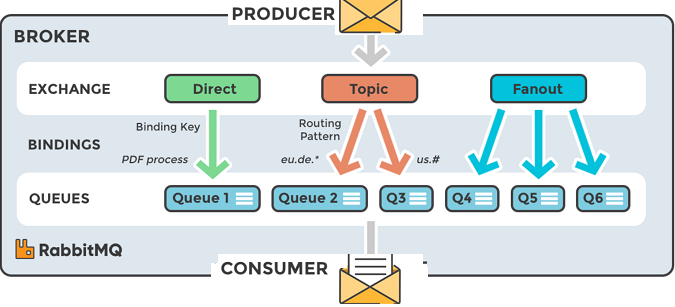 PRODUCER
BROKER
EXCHANGE
Direct
Topic
Fanout
Binding Key
Routing
Pattern
BINDINGS
PDF process
eu.de.*
us.#
QUEUES
Queue 1
Queue 2
Q3
Q4
Q5
Q6
RabbitMQ
CONSUMER